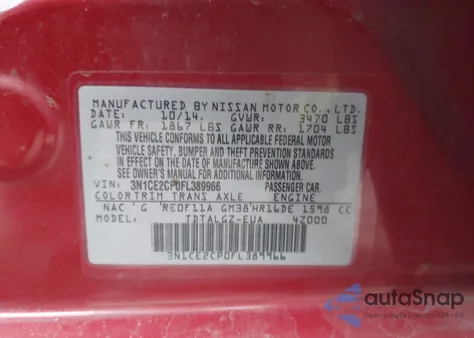 MANUFACTURED BY NISSAN MOTOR CO., LTD.
DATE: 10/14. GVWR: 3470 LBS
GAWR FR: 1867 LBS GAWR RR: 1704 LBS
THIS VEHICLE CONFORMS TO ALL APPLICABLE FEDERAL MOTOR
VEHICLE SAFETY, BUMPER AND THEFT PREVENTION STANDARDS
IN EFFECT ON THE DATE OF MANUFACTURE SHOWN ABOVE.
SEE OWNER'S MANUAL FOR ADDITIONAL INFORMATION.
VIN: 3N1CE2CP0FL389966 PASSENGER CAR.
COLOR TRIM TRANS AXLE ENGINE
NAC G RE0F11A GM38 HR16DE 1598 CC
MODEL: TDTALGZ-EUA 4Z000
3N1CE2CP0FL389966
autoSnap